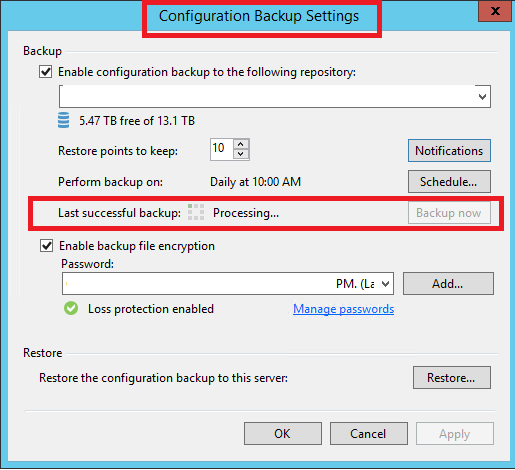 Configuration Backup Settings
x
Backup
Enable configuration backup to the following repository:
5.47 TB free of 13.1 TB
Restore points to keep: 10 Notifications
Perform backup on: Daily at 10:00 AM Schedule...
Last successful backup: Processing... Backup now
Enable backup file encryption
Password:
PM. (La Add...
Loss protection enabled Manage passwords
Restore
Restore the configuration backup to this server: Restore...
OK Cancel Apply